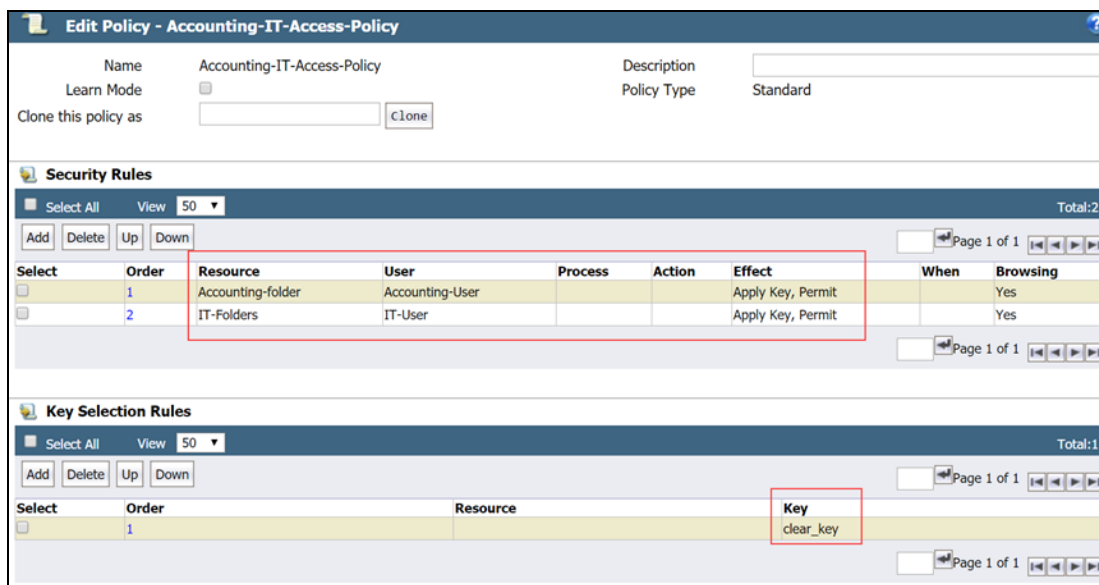 Edit Policy - Accounting-IT-Access-Policy
Name Accounting-IT-Access-Policy Description
Learn Mode Policy Type Standard
Clone this policy as Clone
Security Rules
Select All View 50 Total:2
Add Delete Up Down Page 1 of 1
Select Order Resource User Process Action Effect When Browsing
1 Accounting-folder Accounting-User Apply Key, Permit Yes
2 IT-Folders IT-User Apply Key, Permit Yes
Page 1 of 1
Key Selection Rules
Select All View 50 Total:1
Add Delete Up Down Page 1 of 1
Select Order Resource Key
1 clear_key
Page 1 of 1